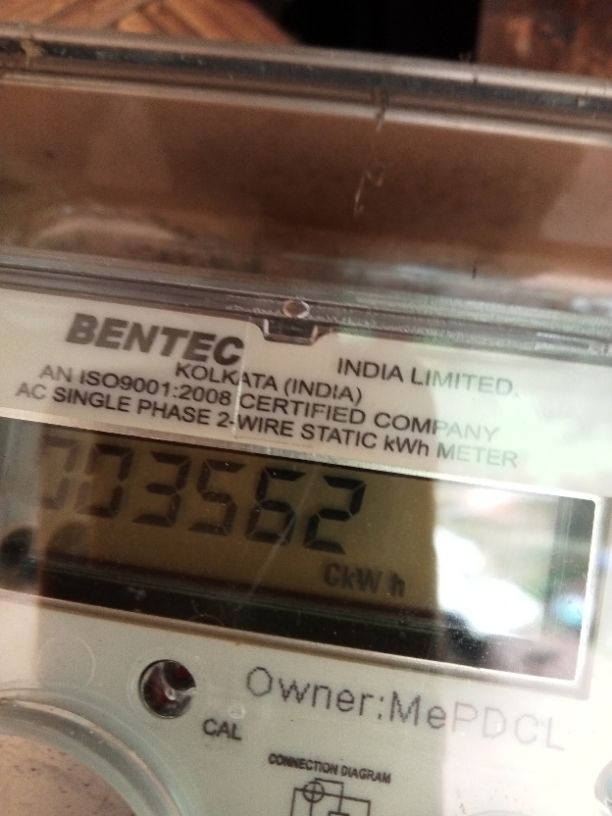 BENTEC INDIA LIMITED.
KOLKATA (INDIA)
AN ISO9001:2008 CERTIFIED COMPANY
AC SINGLE PHASE 2-WIRE STATIC kWh METER
003562
CkW h
Owner:MePDCL
CAL
CONNECTION DIAGRAM